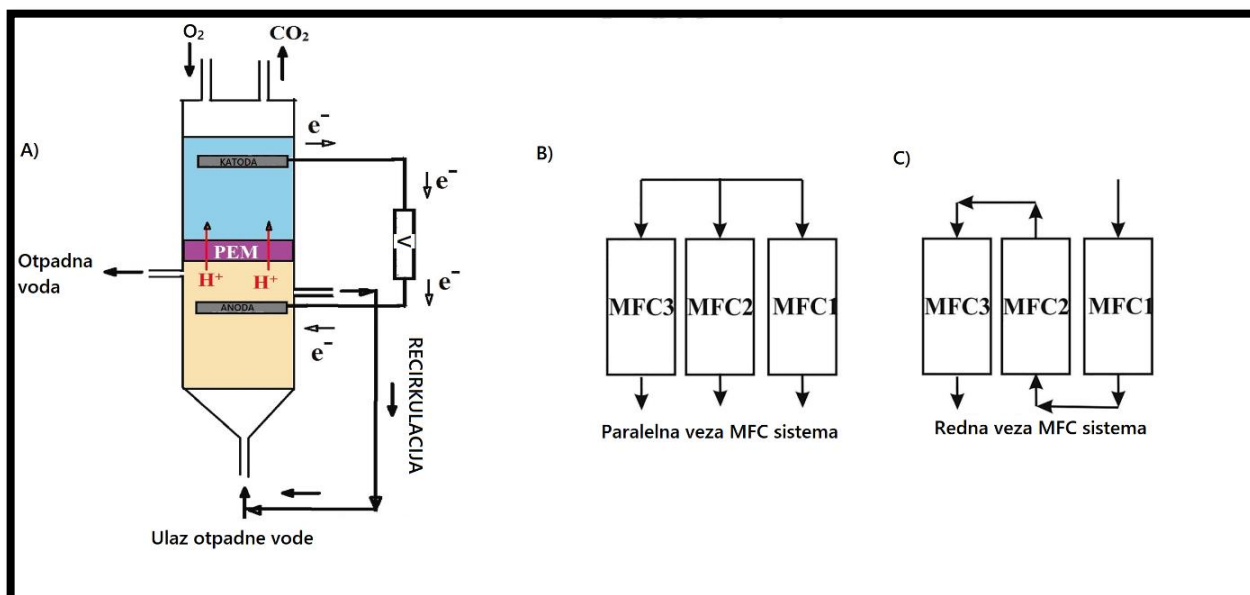 A)
O₂
CO₂
e⁻
KATODA
e⁻
V
PEM
H⁺ H⁺
Otpadna
voda
e⁻
ANODA
e⁻
RECIRKULACIJA
Ulaz otpadne vode
B)
MFC3 MFC2 MFC1
Paralelna veza MFC sistema
C)
MFC3 MFC2 MFC1
Redna veza MFC sistema